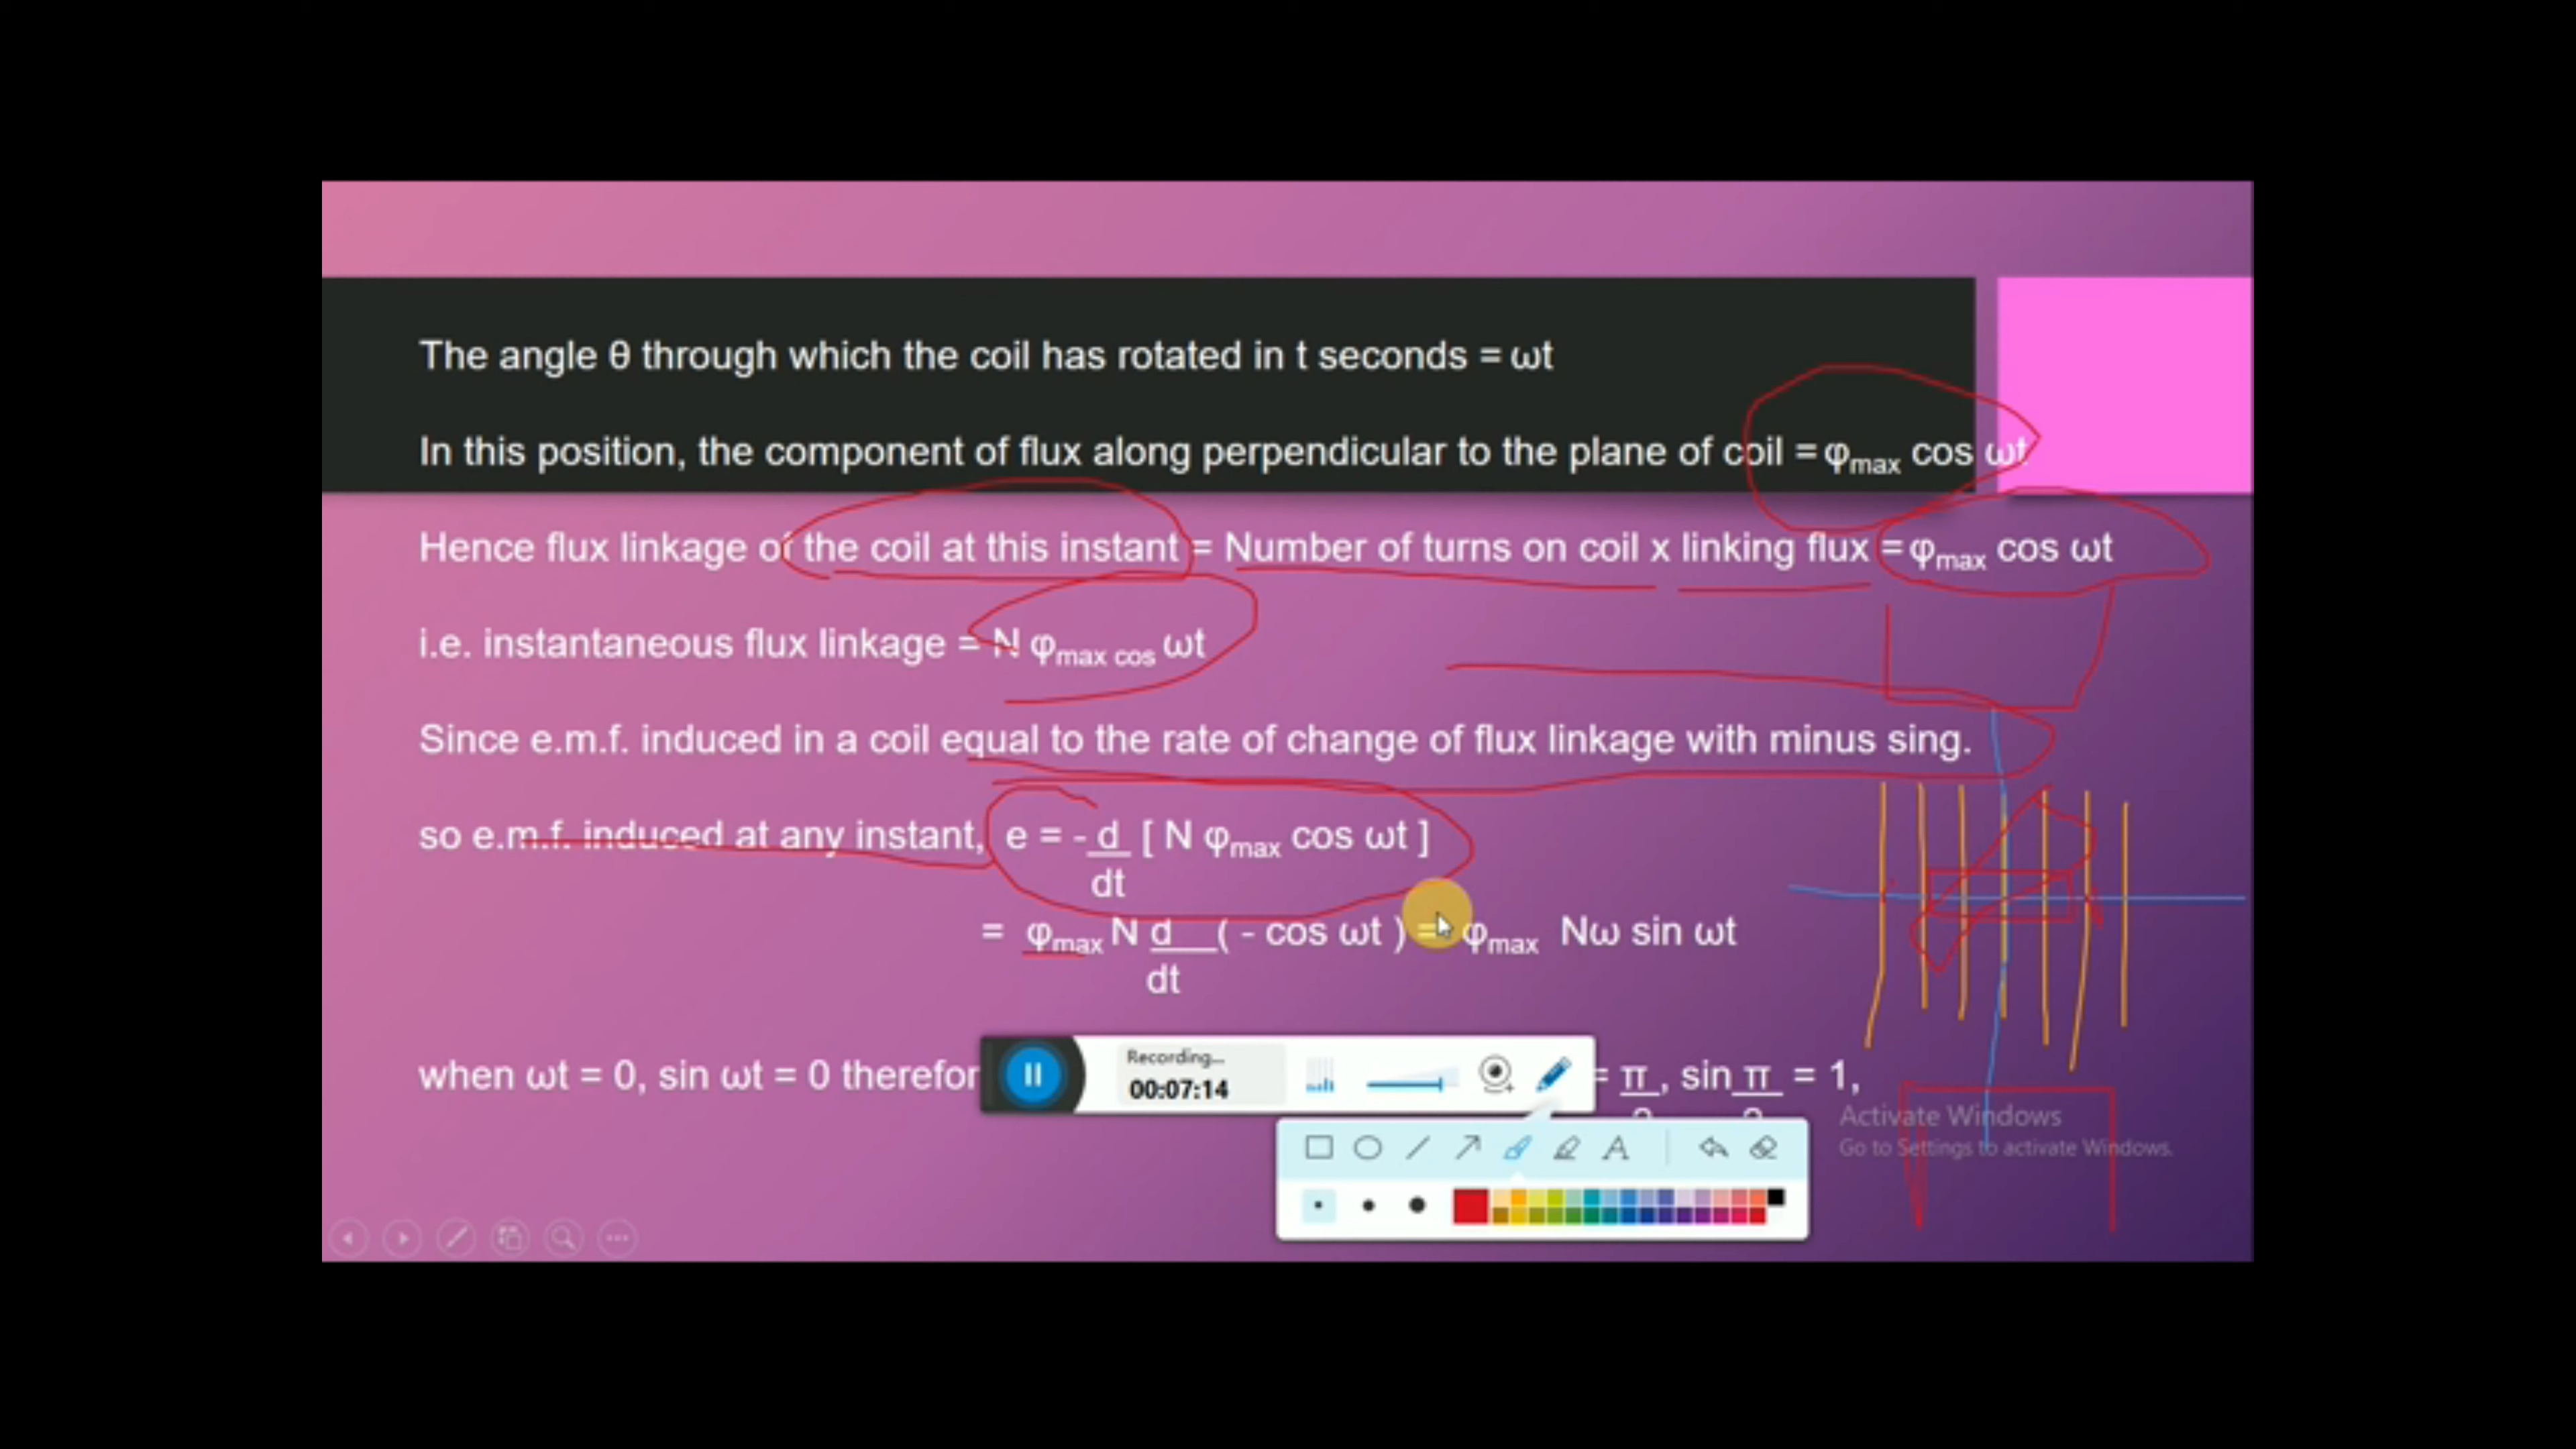 The angle θ through which the coil has rotated in t seconds = ωt
In this position, the component of flux along perpendicular to the plane of coil = φmax cos ωt
Hence flux linkage of the coil at this instant = Number of turns on coil x linking flux = φmax cos ωt
i.e. instantaneous flux linkage = N φmax cos ωt
Since e.m.f. induced in a coil equal to the rate of change of flux linkage with minus sing.
so e.m.f. induced at any instant, e = - d [ N φmax cos ωt ]
dt
= φmax N d ( - cos ωt ) = φmax Nω sin ωt
dt
Recording...
00:07:14
when ωt = 0, sin ωt = 0 = π , sin π = 1,
Activate Windows
Go to Settings to activate Windows.
A